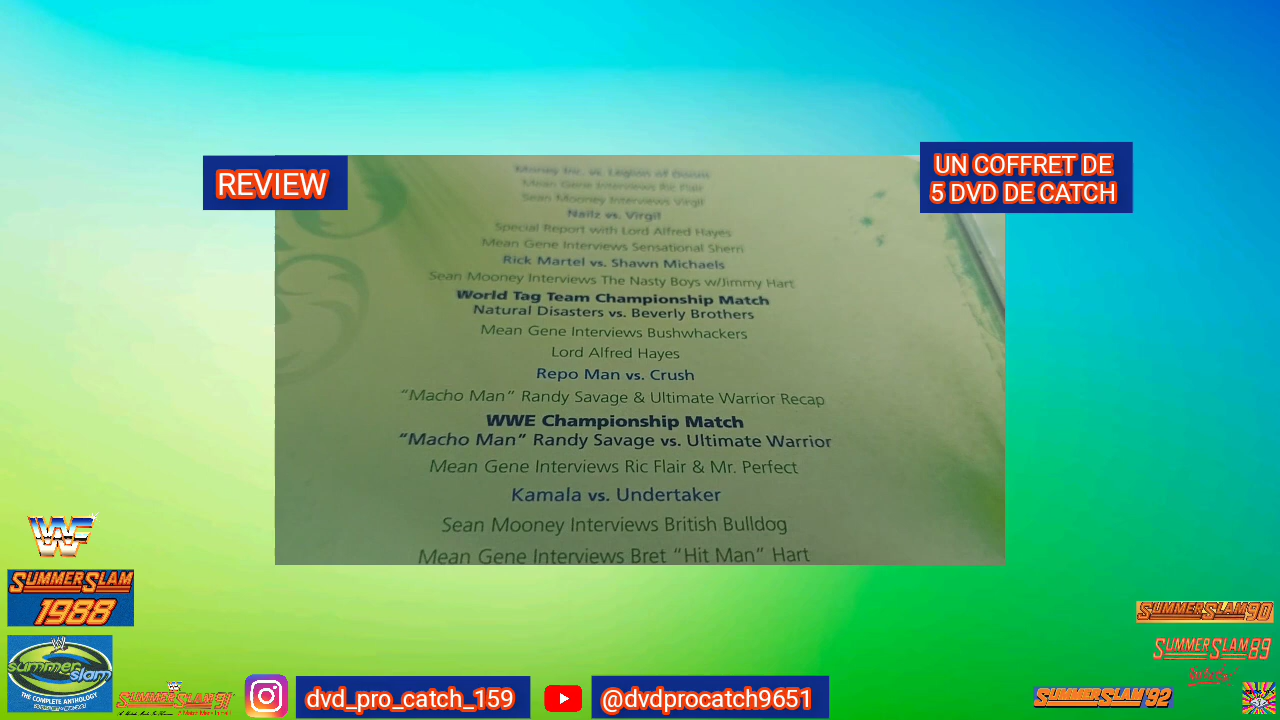 REVIEW
UN COFFRET DE
5 DVD DE CATCH
Money Inc. vs. Legion of Doom
Mean Gene Interviews Ric Flair
Sean Mooney Interviews Virgil
Nailz vs. Virgil
Special Report with Lord Alfred Hayes
Mean Gene Interviews Sensational Sherri
Rick Martel vs. Shawn Michaels
Sean Mooney Interviews The Nasty Boys w/Jimmy Hart
World Tag Team Championship Match
Natural Disasters vs. Beverly Brothers
Mean Gene Interviews Bushwhackers
Lord Alfred Hayes
Repo Man vs. Crush
“Macho Man” Randy Savage & Ultimate Warrior Recap
WWE Championship Match
“Macho Man” Randy Savage vs. Ultimate Warrior
Mean Gene Interviews Ric Flair & Mr. Perfect
Kamala vs. Undertaker
Sean Mooney Interviews British Bulldog
Mean Gene Interviews Bret “Hit Man” Hart
WF
SUMMERSLAM
1988
summerslam
THE COMPLETE ANTHOLOGY
SUMMERSLAM 91
dvd_pro_catch_159
@dvdprocatch9651
SUMMERSLAM 90
SUMMERSLAM 89
SUMMERSLAM '92